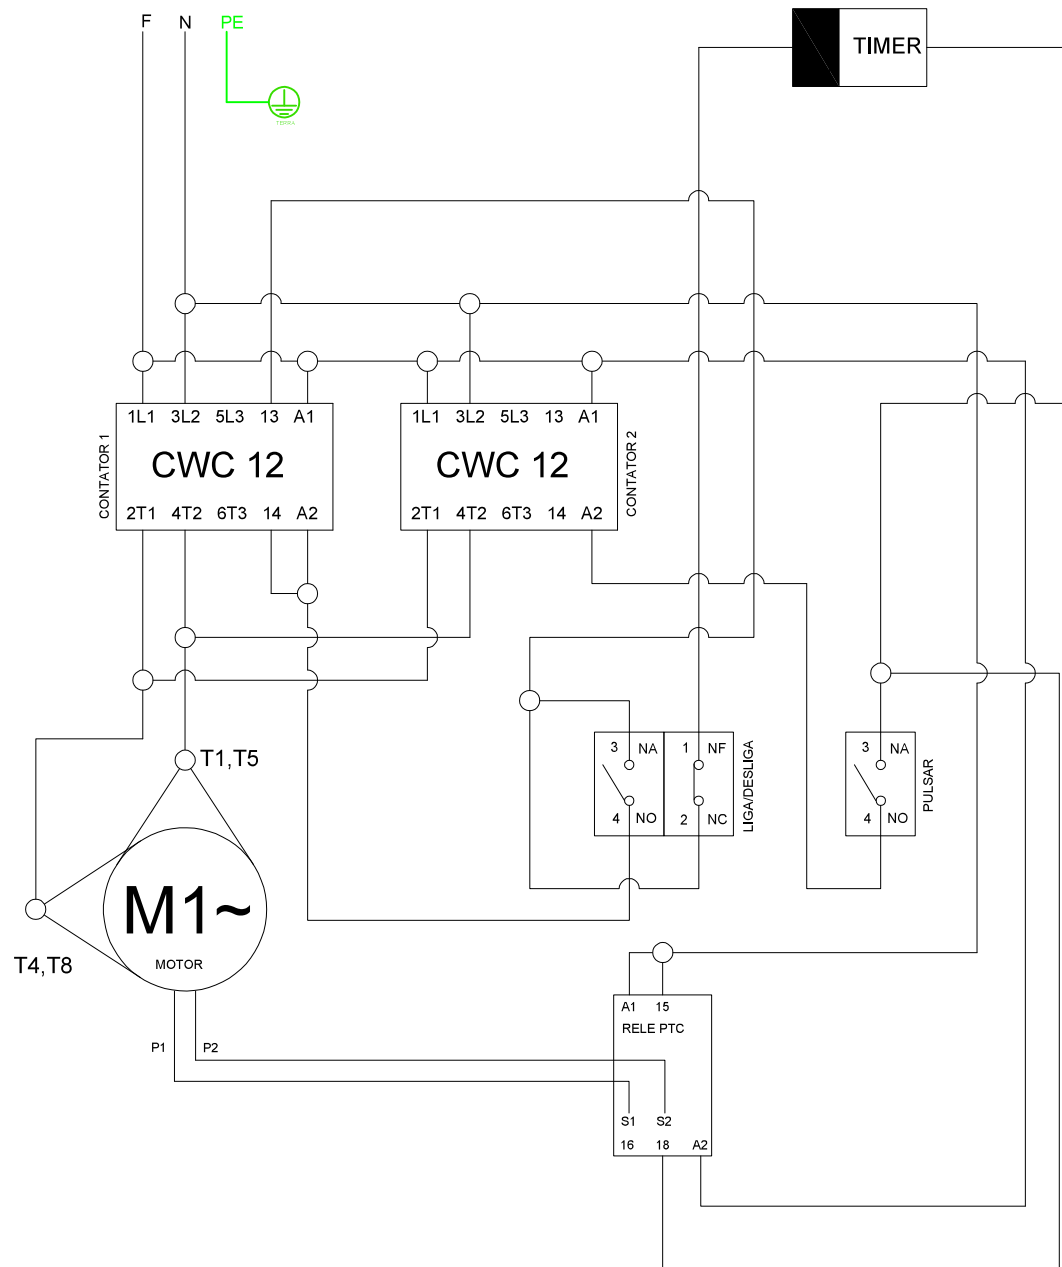 F N PE
TERRA
TIMER
1L1 3L2 5L3 13 A1
CWC 12
2T1 4T2 6T3 14 A2
CONTATOR 1
1L1 3L2 5L3 13 A1
CWC 12
2T1 4T2 6T3 14 A2
CONTATOR 2
3 NA
4 NO
1 NF
2 NC
LIGA/DESLIGA
3 NA
4 NO
PULSAR
T1,T5
M1~
MOTOR
T4,T8
P1 P2
A1 15
RELE PTC
S1 S2
16 18 A2